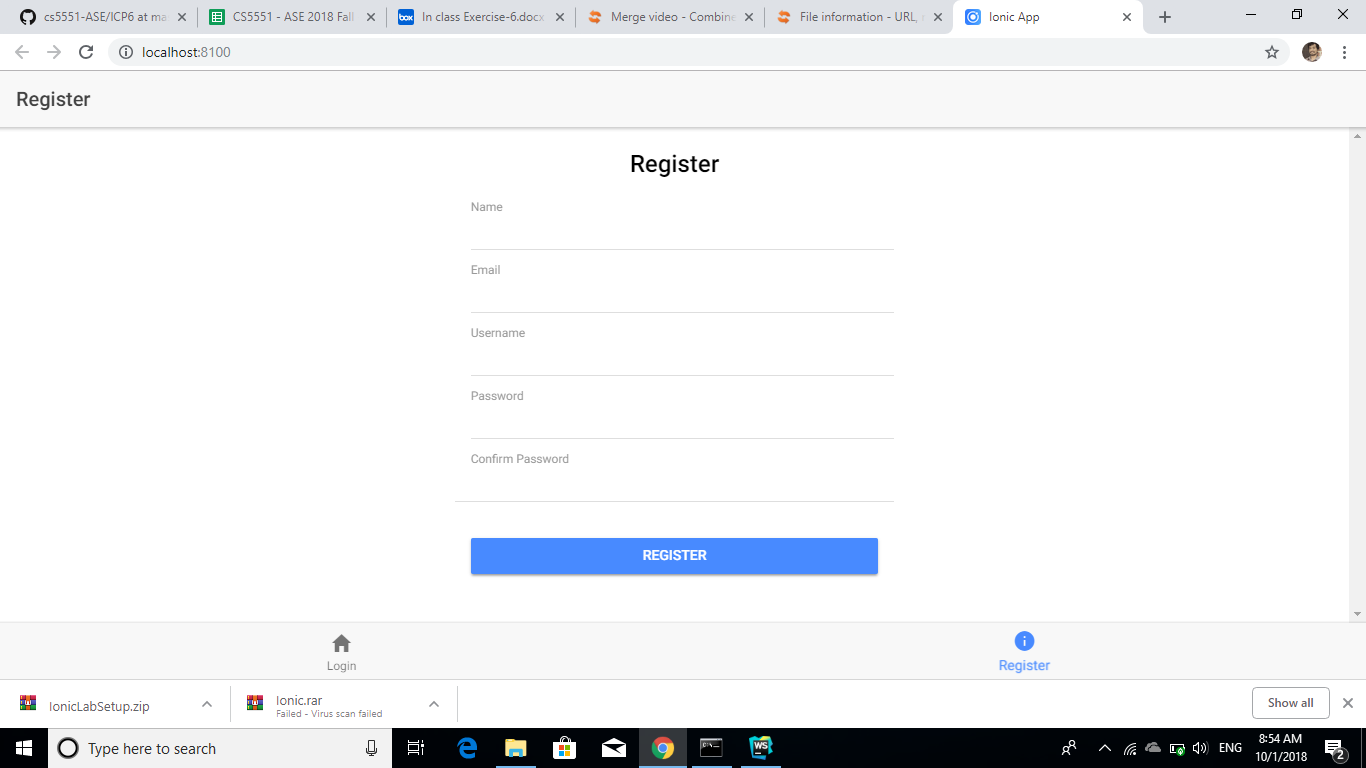 cs5551-ASE/ICP6 at ma
CS5551 - ASE 2018 Fall
box
In class Exercise-6.docx
Merge video - Combine
File information - URL,
Ionic App
localhost:8100
Register
Register
Name
Email
Username
Password
Confirm Password
REGISTER
Login
Register
IonicLabSetup.zip
Ionic.rar
Failed - Virus scan failed
Show all
Type here to search
WS
ENG
8:54 AM
10/1/2018
2